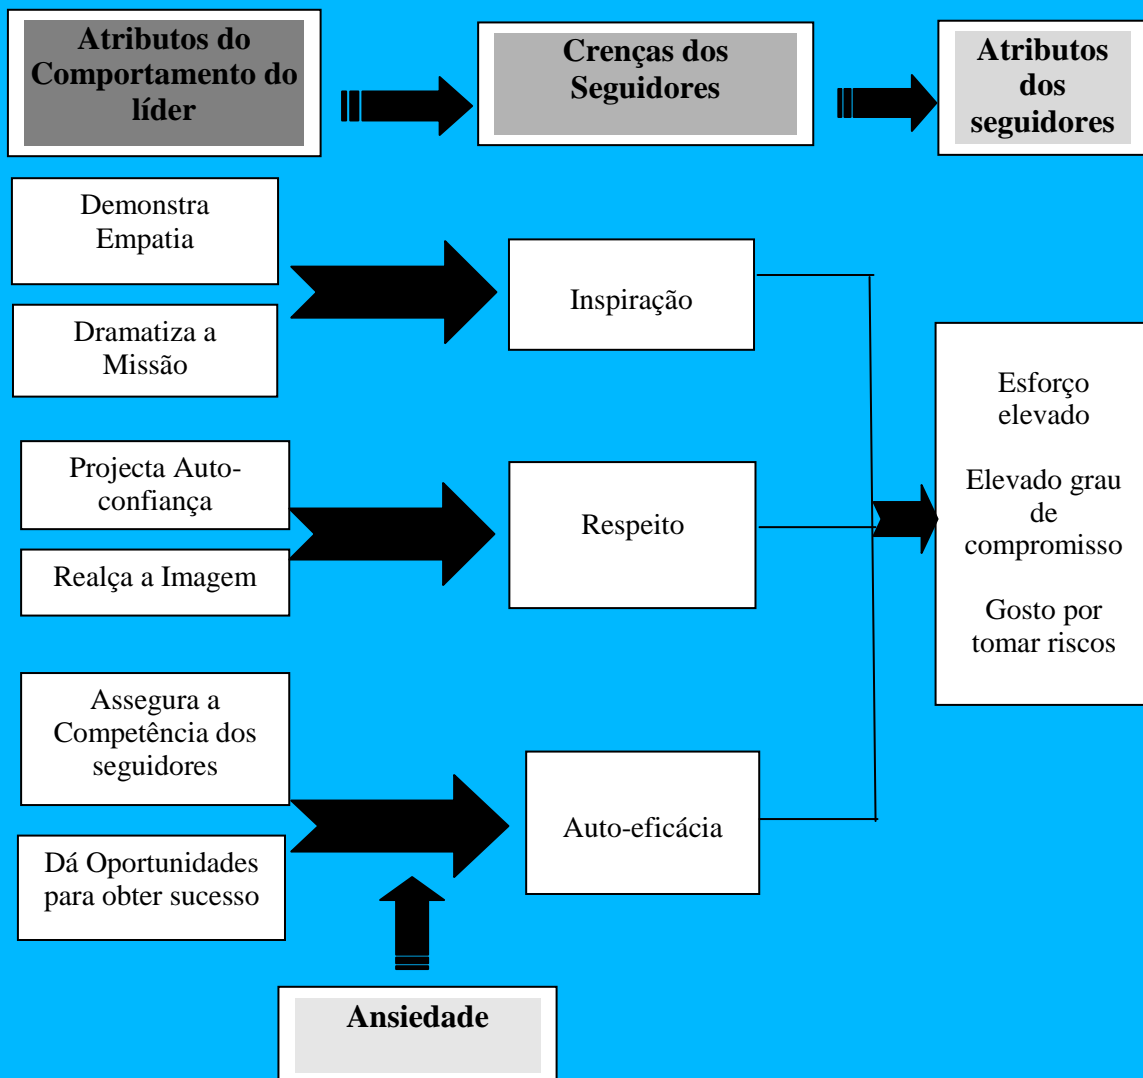 Atributos do
Comportamento do
líder
Crenças dos
Seguidores
Atributos
dos
seguidores
Demonstra
Empatia
Dramatiza a
Missão
Inspiração
Projecta Auto-
confiança
Realça a Imagem
Respeito
Esforço
elevado
Elevado grau
de
compromisso
Gosto por
tomar riscos
Assegura a
Competência dos
seguidores
Dá Oportunidades
para obter sucesso
Auto-eficácia
Ansiedade